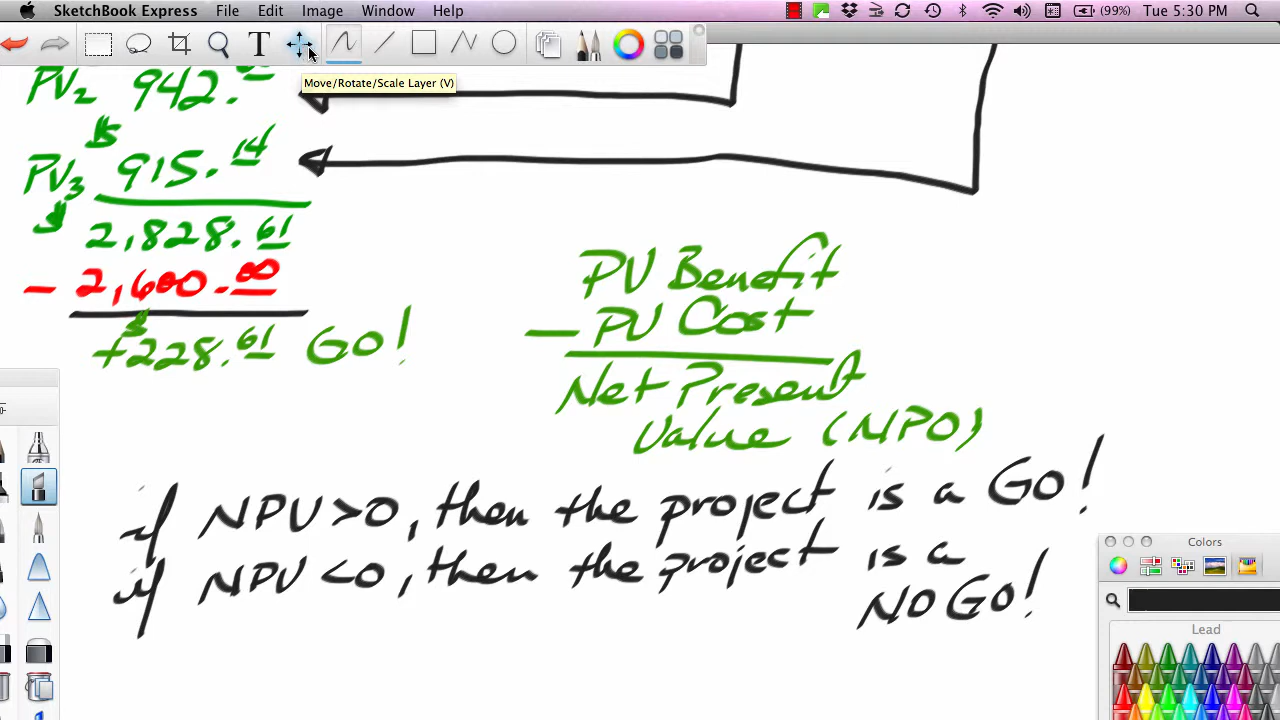 SketchBook Express File Edit Image Window Help (99%) Tue 5:30 PM
T
Move/Rotate/Scale Layer (V)
PV2 942.
PV3 $ 915.14
$ 2,828.61
- 2,600.00
+$228.61 GO!
PV Benefit
- PV Cost
Net Present
Value (NPV)
if NPV>0, then the project is a GO!
if NPV<0, then the project is a
NO GO!
Colors
Lead